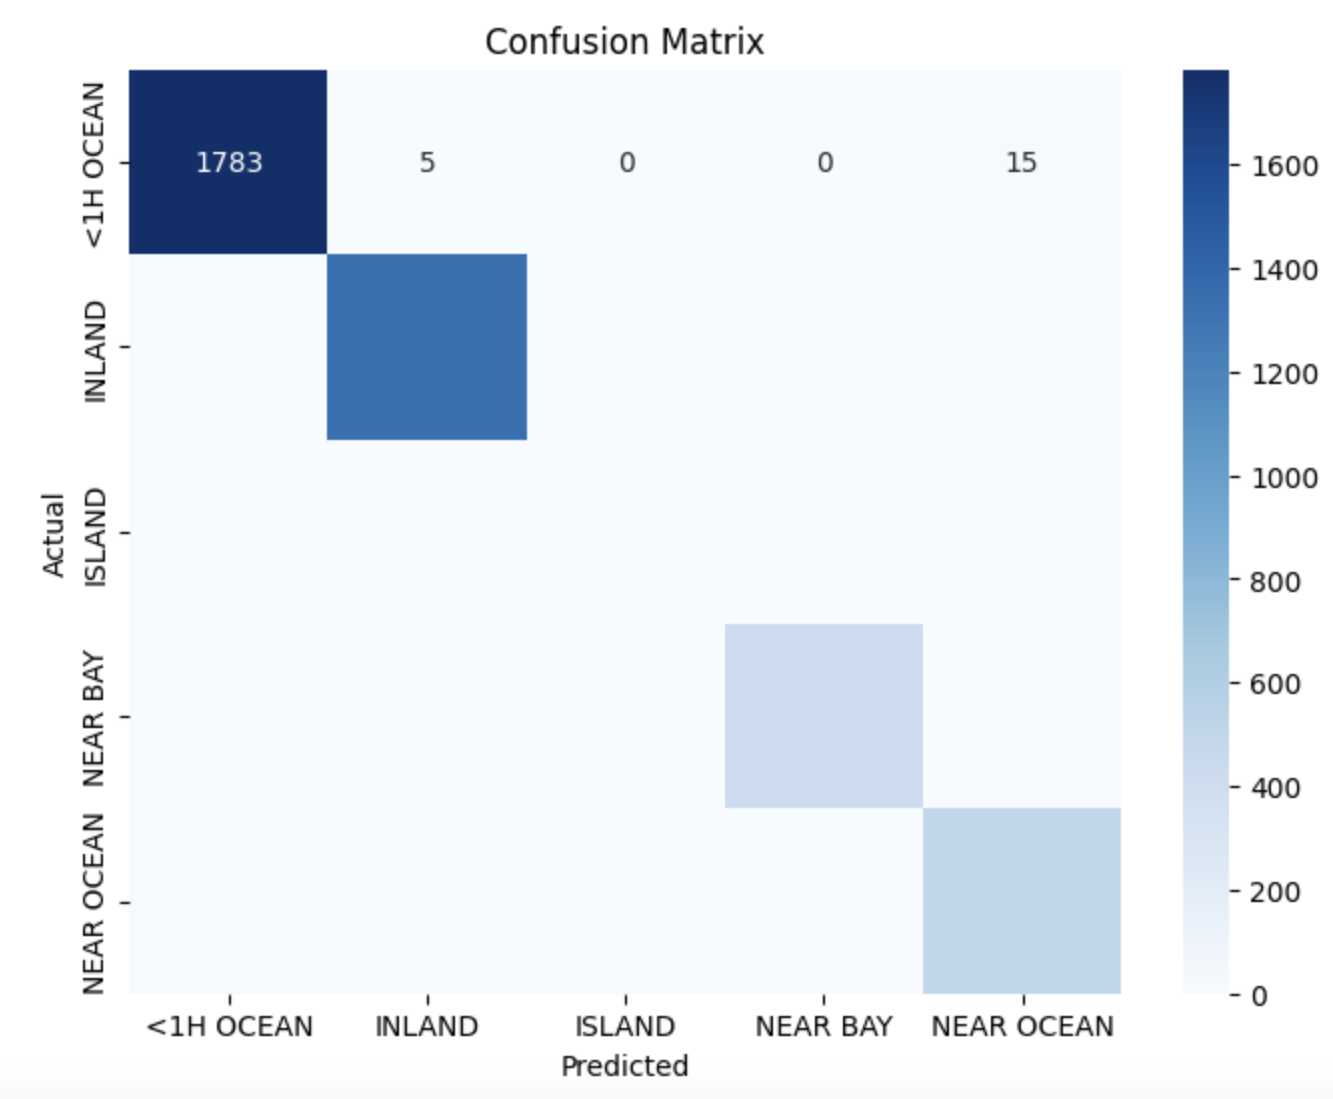 Confusion Matrix
<1H OCEAN
1783 5 0 0 15
INLAND
ISLAND
NEAR BAY
NEAR OCEAN
Actual
<1H OCEAN INLAND ISLAND NEAR BAY NEAR OCEAN
Predicted
1600
1400
1200
1000
800
600
400
200
0